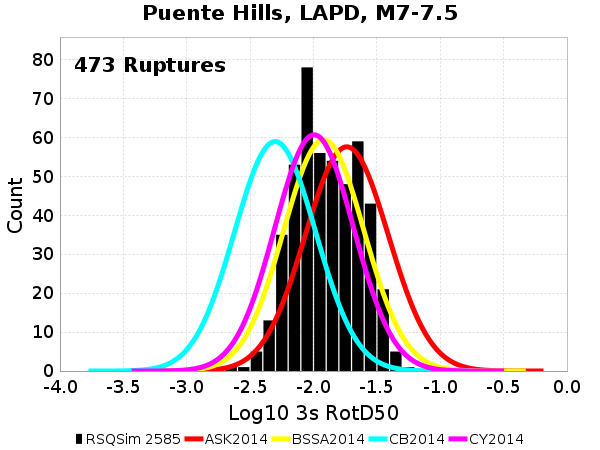 Puente Hills, LAPD, M7-7.5
473 Ruptures
Count
80
70
60
50
40
30
20
10
0
-4.0 -3.5 -3.0 -2.5 -2.0 -1.5 -1.0 -0.5 0.0
Log10 3s RotD50
RSQSim 2585 ASK2014 BSSA2014 CB2014 CY2014